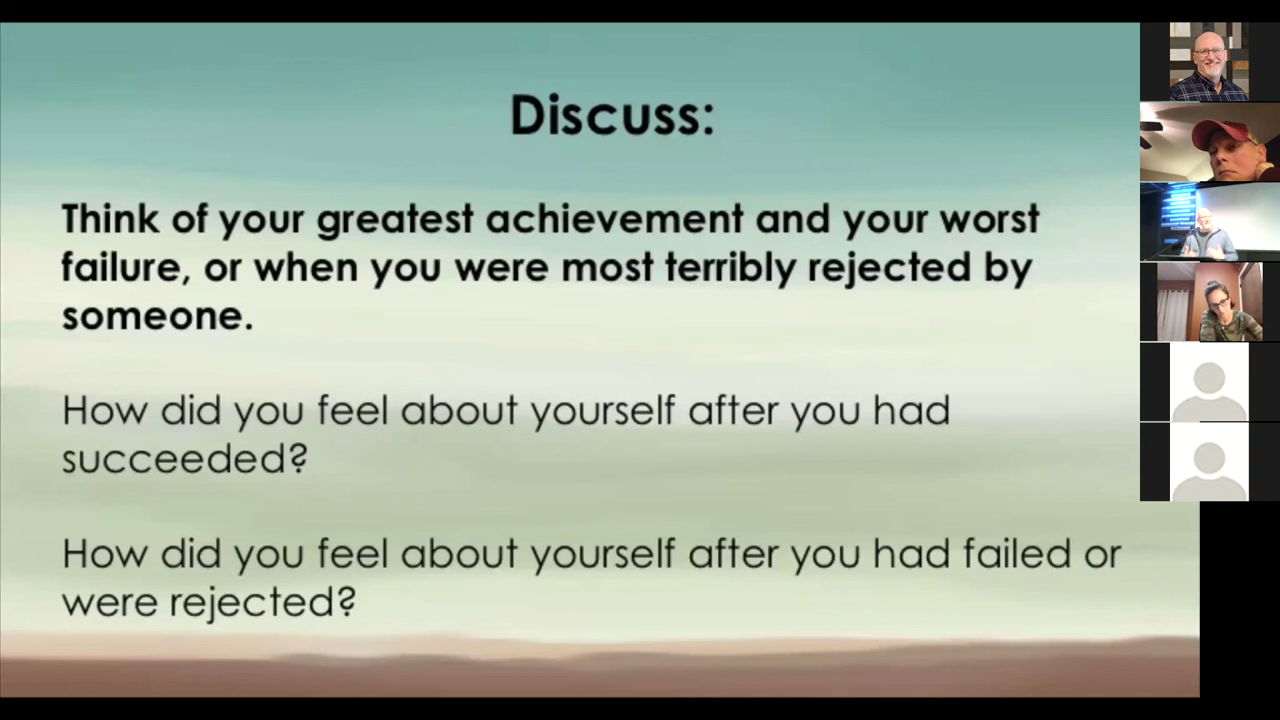 Discuss:
Think of your greatest achievement and your worst
failure, or when you were most terribly rejected by
someone.
How did you feel about yourself after you had
succeeded?
How did you feel about yourself after you had failed or
were rejected?